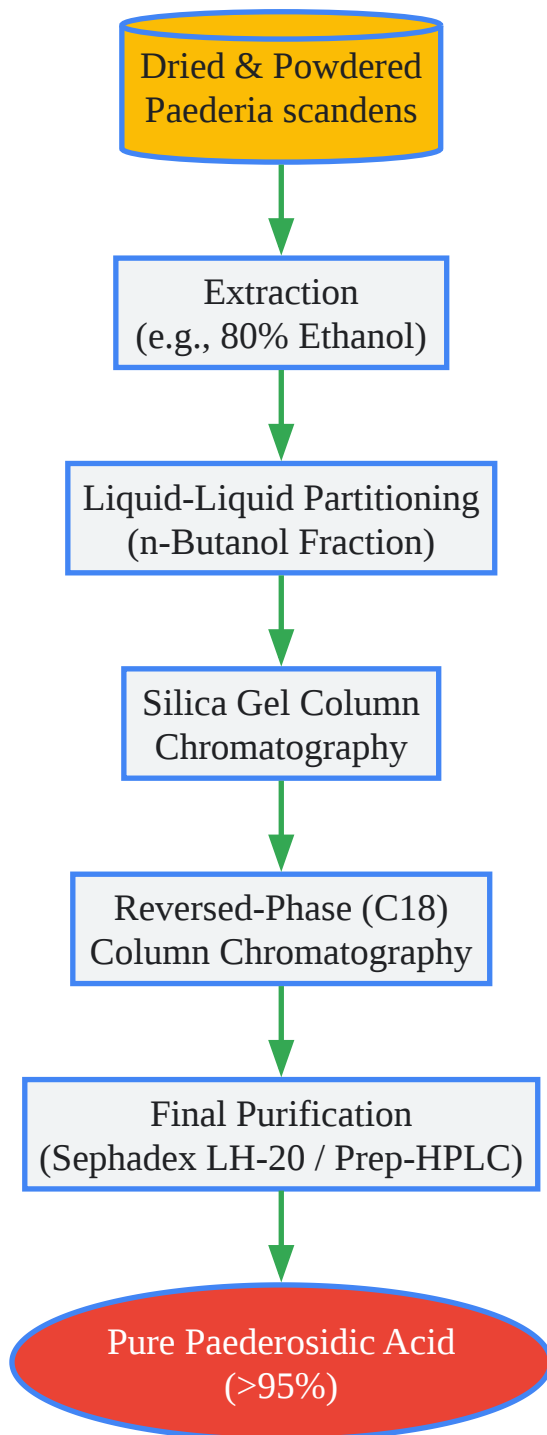 Dried & Powdered
Paederia scandens
Extraction
(e.g., 80% Ethanol)
Liquid-Liquid Partitioning
(n-Butanol Fraction)
Silica Gel Column
Chromatography
Reversed-Phase (C18)
Column Chromatography
Final Purification
(Sephadex LH-20 / Prep-HPLC)
Pure Paederosidic Acid
(>95%)